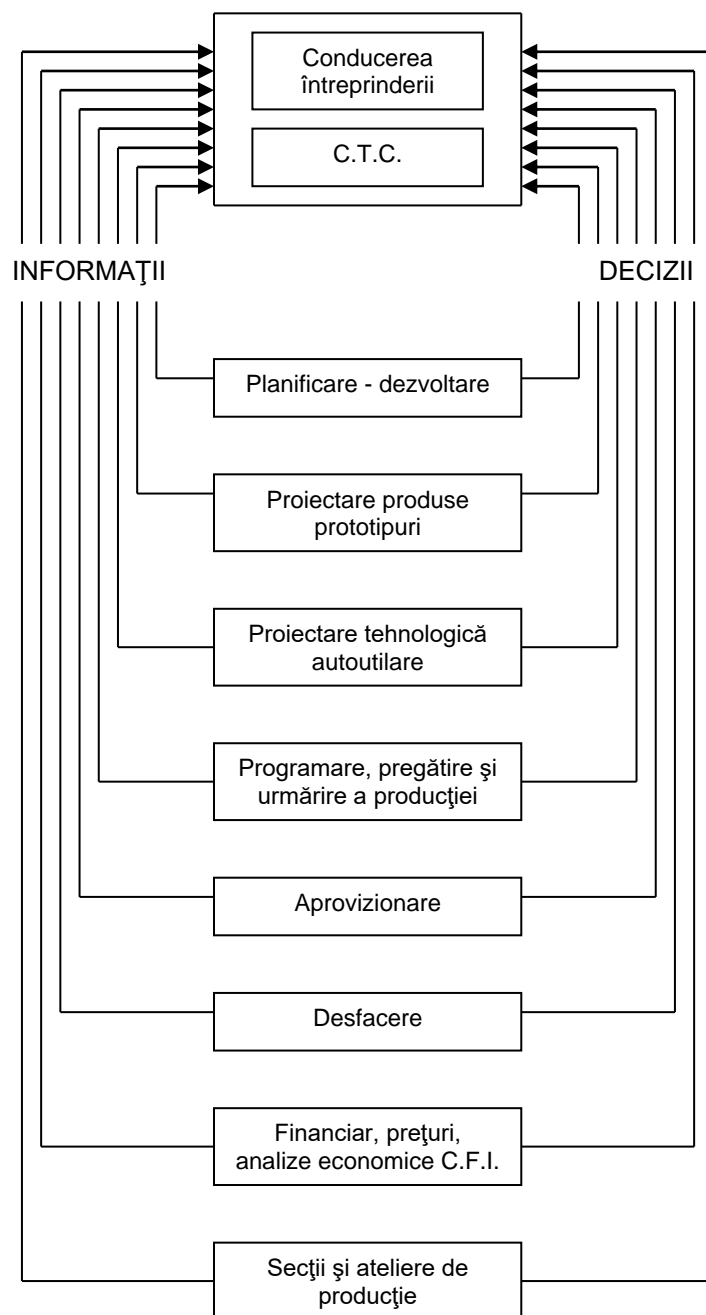 Conducerea
întreprinderii
C.T.C.
INFORMAŢII
DECIZII
Planificare - dezvoltare
Proiectare produse
prototipuri
Proiectare tehnologică
autoutilare
Programare, pregătire şi
urmărire a producţiei
Aprovizionare
Desfacere
Financiar, preţuri,
analize economice C.F.I.
Secţii şi ateliere de
producţie